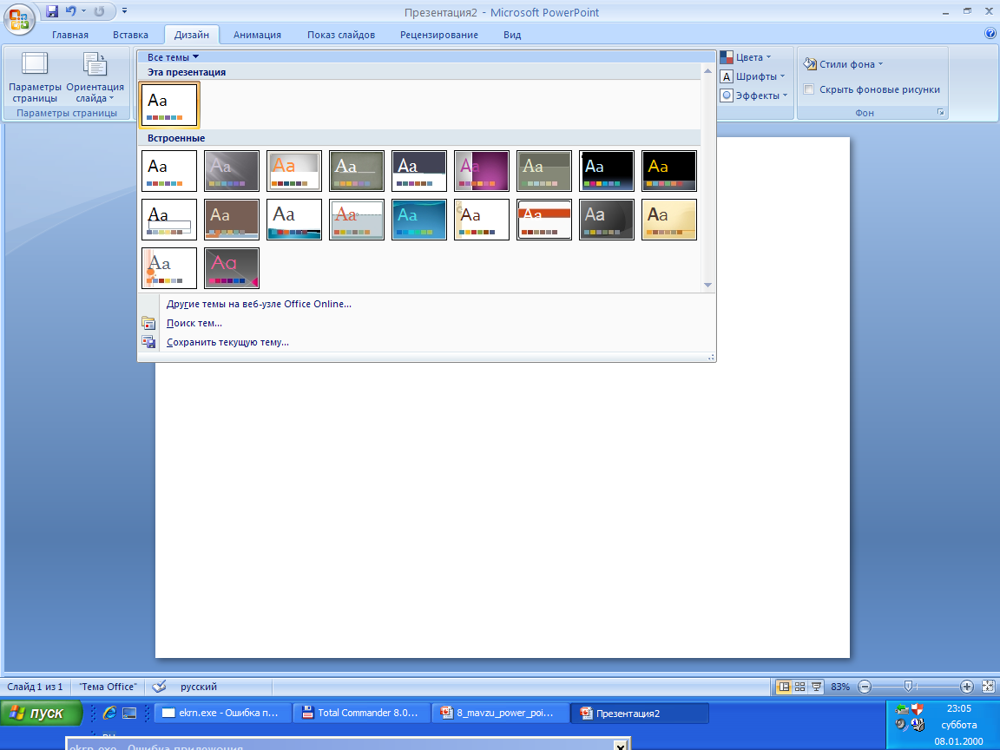 Презентация2 - Microsoft PowerPoint
Главная Вставка Дизайн Анимация Показ слайдов Рецензирование Вид
Параметры страницы
Ориентация слайда
Параметры страницы
Все темы
Эта презентация
Aa
Встроенные
Aa Aa Aa Aa Aa Aa Aa Aa Aa
Aa Aa Aa Aa Aa Aa Aa Aa Aa
Aa Aa
Другие темы на веб-узле Office Online...
Поиск тем...
Сохранить текущую тему...
Цвета
Шрифты
Эффекты
Стили фона
Скрыть фоновые рисунки
Фон
Слайд 1 из 1 "Тема Office" русский 83%
пуск ekrn.exe - Ошибка п... Total Commander 8.0... 8_mavzu_power_poi... Презентация2
23:05
суббота
08.01.2000
ekrn.exe - Ошибка приложения